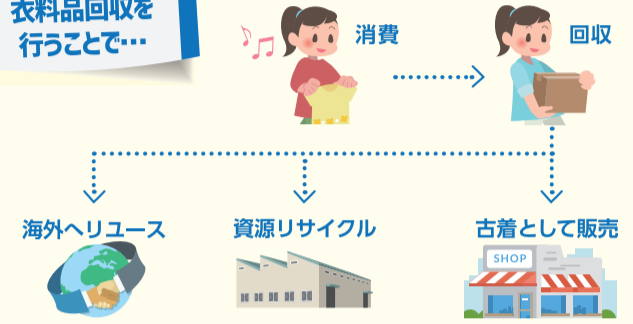 衣料品回収を
行うことで…
消費
回収
海外へリユース
資源リサイクル
古着として販売
SHOP